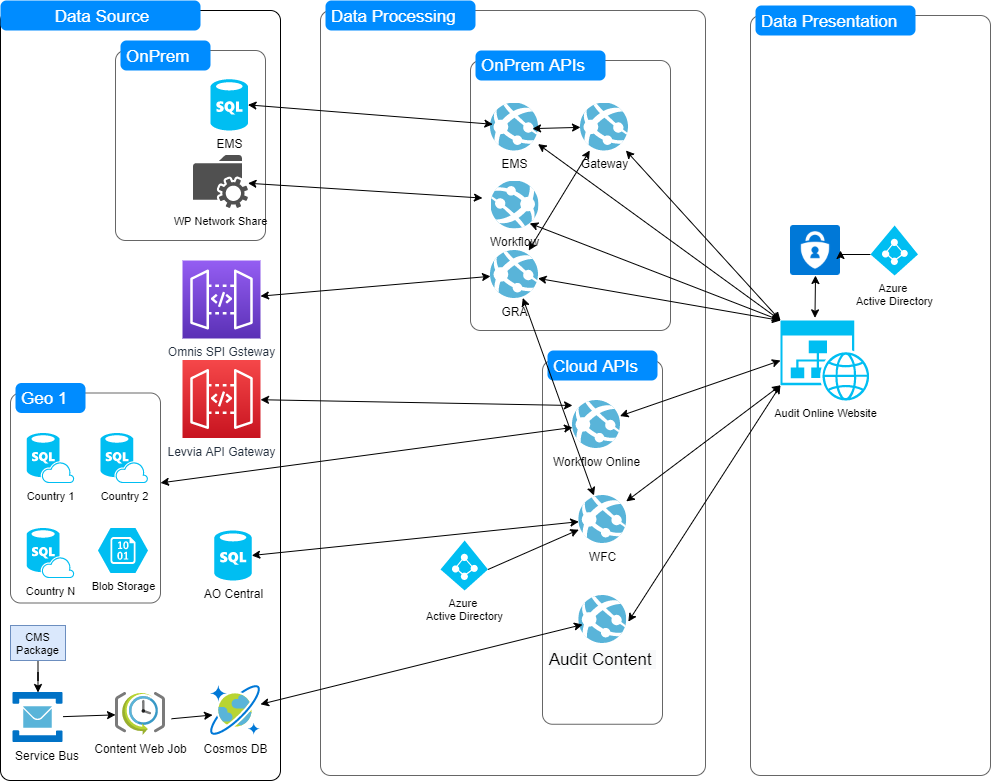 Data Source
Data Processing
Data Presentation
OnPrem
OnPrem APIs
SQL
EMS
WP Network Share
EMS
Gateway
Workflow
GRA
Azure
Active Directory
Audit Online Website
Omnis SPI Gsteway
Levvia API Gateway
Cloud APIs
Workflow Online
WFC
Audit Content
Geo 1
SQL
Country 1
SQL
Country 2
SQL
Country N
10
01
Blob Storage
SQL
AO Central
Azure
Active Directory
CMS
Package
Service Bus
Content Web Job
Cosmos DB